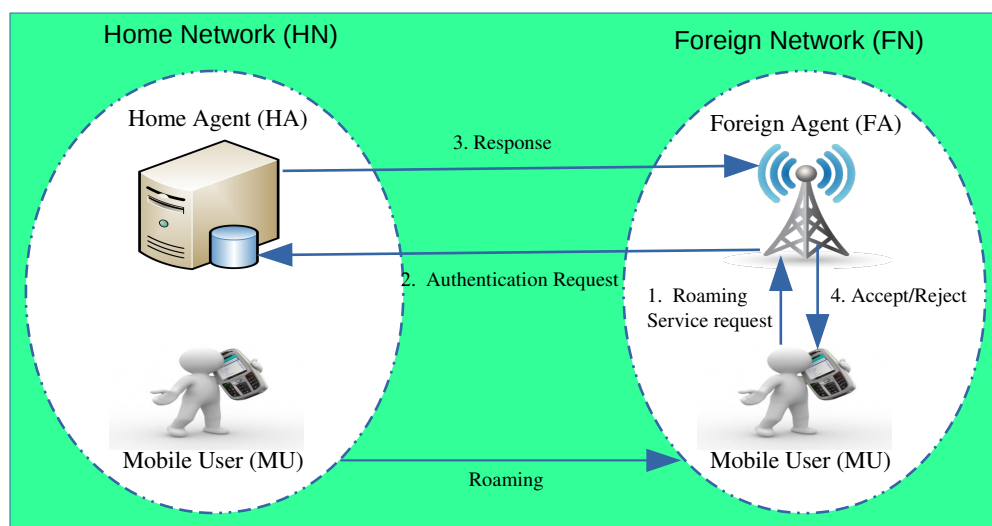 Home Network (HN)
Foreign Network (FN)
Home Agent (HA)
Foreign Agent (FA)
3. Response
2. Authentication Request
1. Roaming
Service request
4. Accept/Reject
Mobile User (MU)
Mobile User (MU)
Roaming